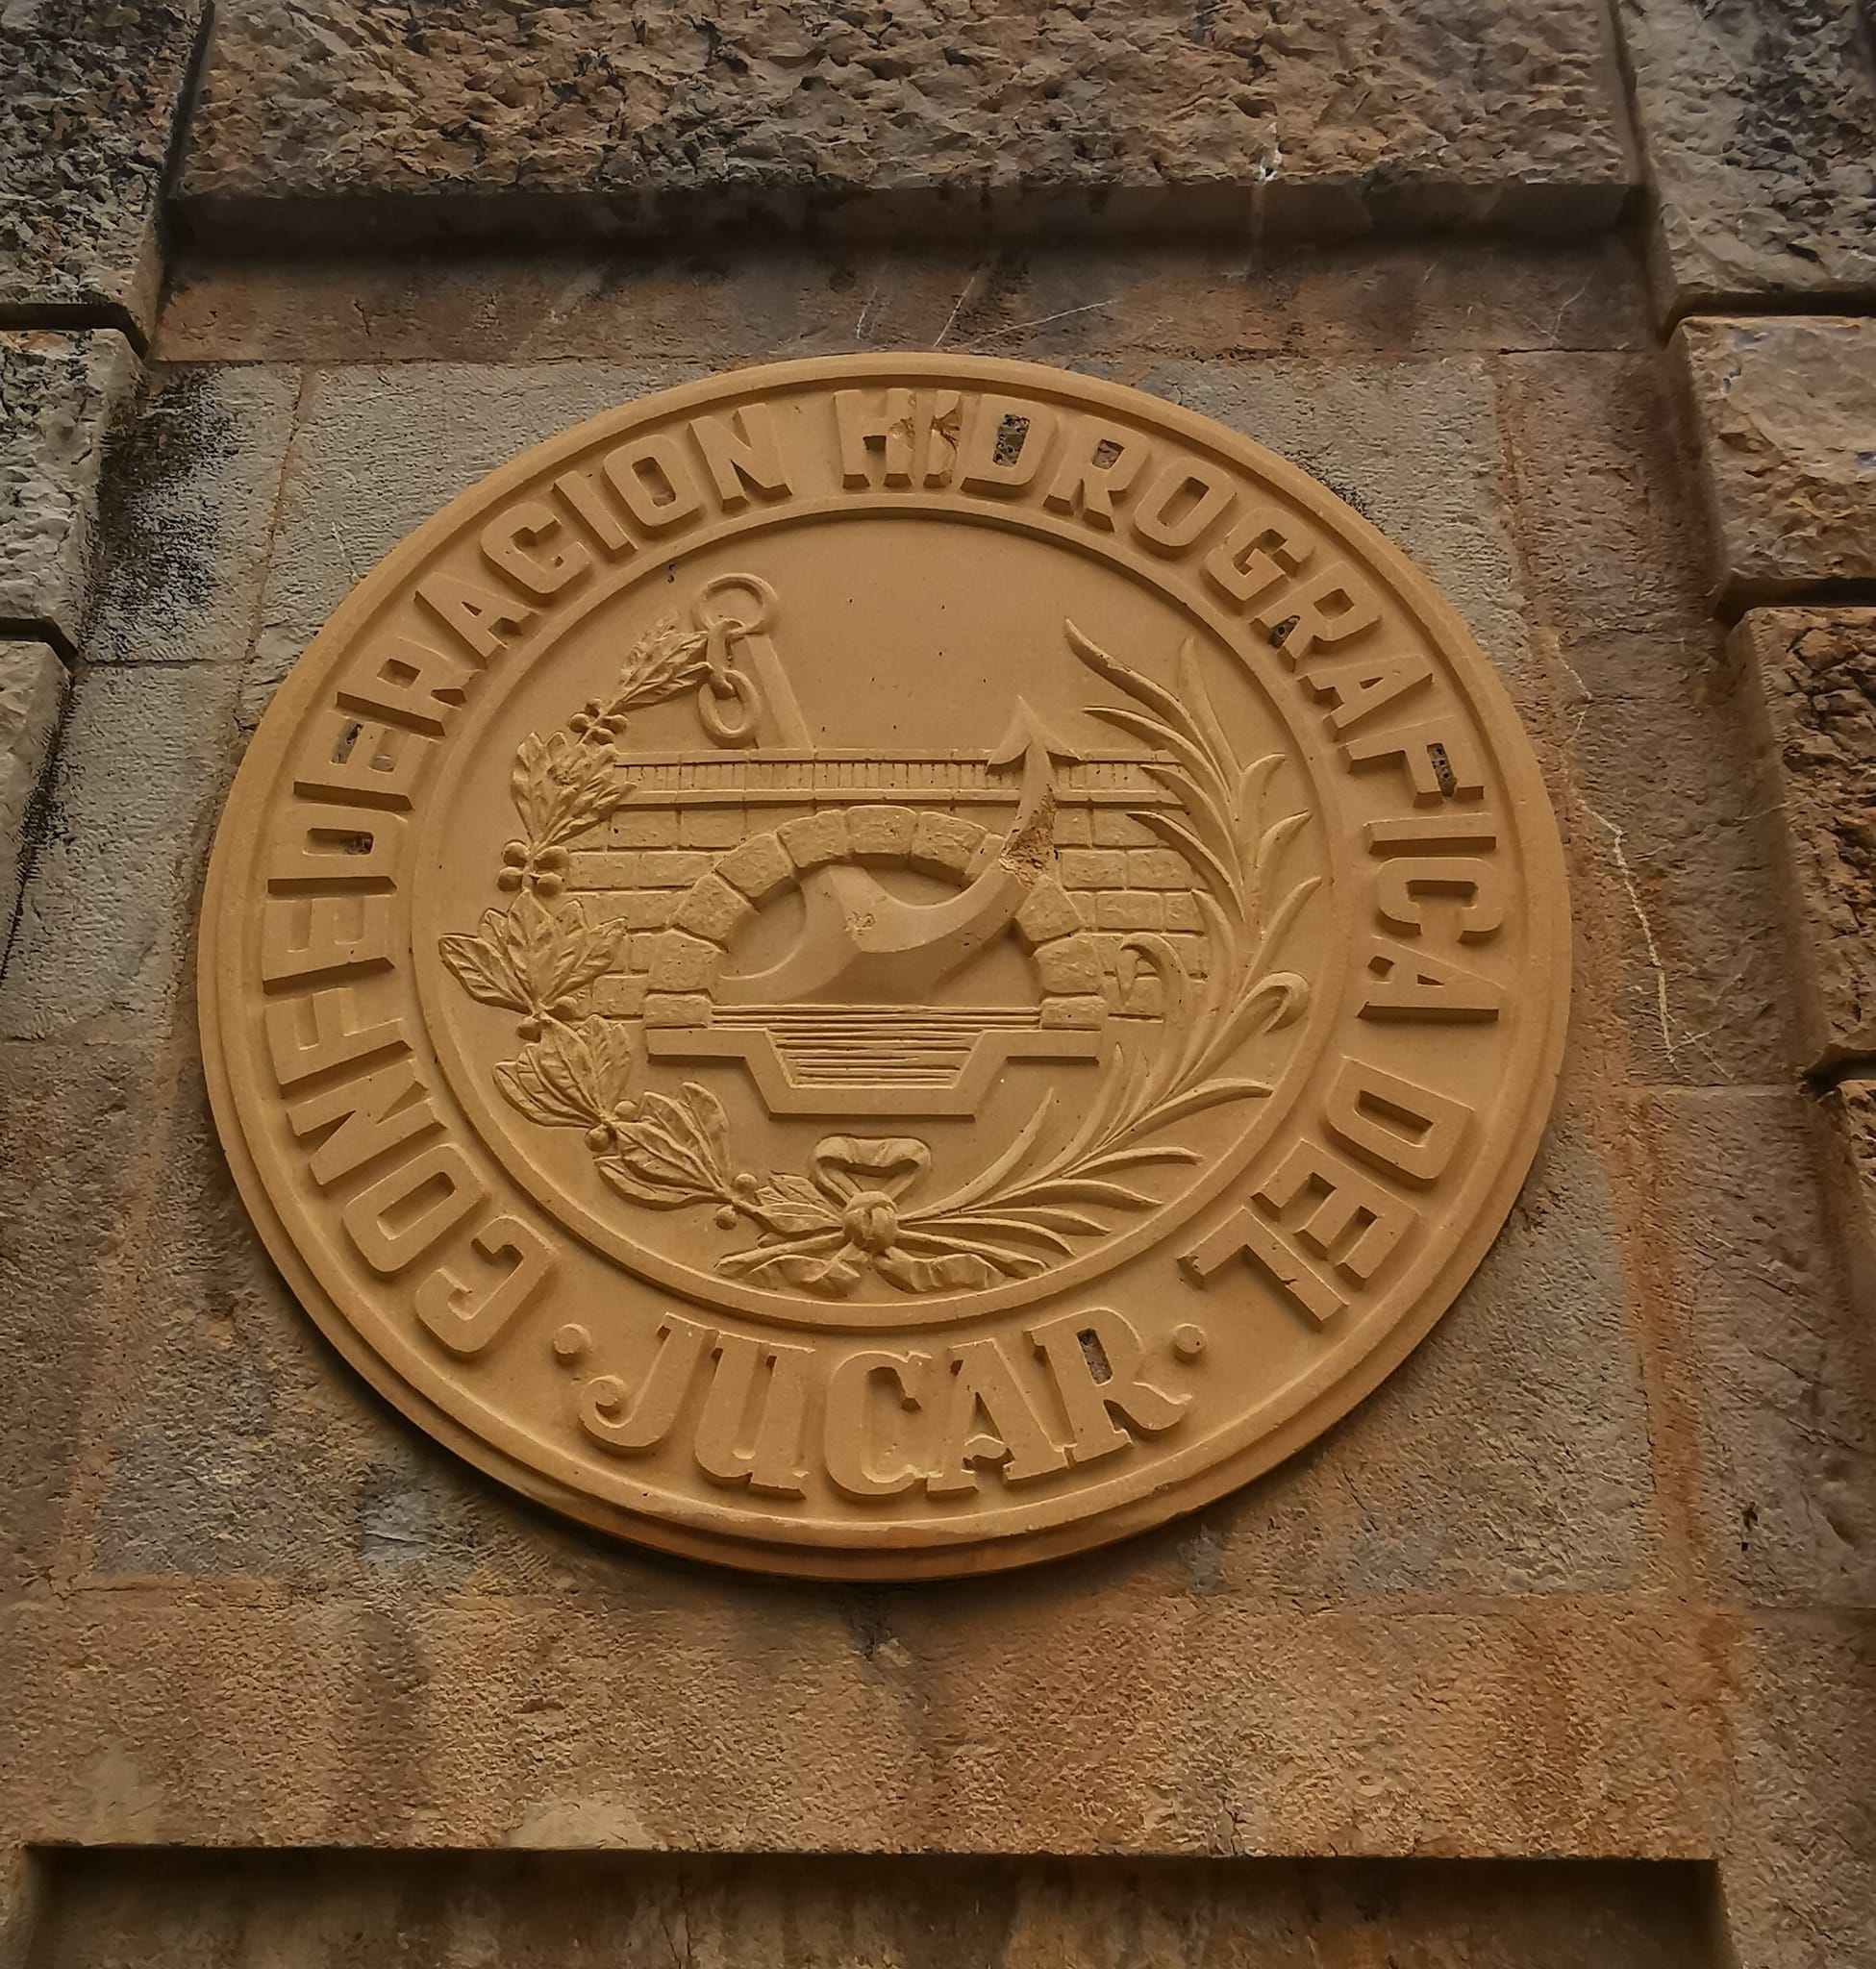 CONFEDERACION HIDROGRAFICA DEL
· JUCAR ·